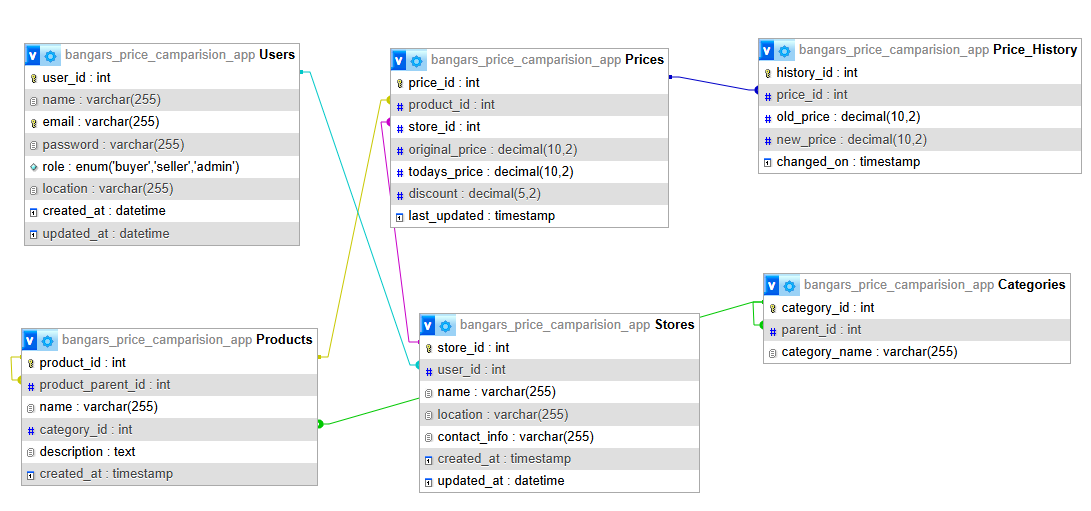 bangars_price_camparision_app Users
user_id : int
name : varchar(255)
email : varchar(255)
password : varchar(255)
role : enum('buyer','seller','admin')
location : varchar(255)
created_at : datetime
updated_at : datetime
bangars_price_camparision_app Prices
price_id : int
product_id : int
store_id : int
original_price : decimal(10,2)
todays_price : decimal(10,2)
discount : decimal(5,2)
last_updated : timestamp
bangars_price_camparision_app Price_History
history_id : int
price_id : int
old_price : decimal(10,2)
new_price : decimal(10,2)
changed_on : timestamp
bangars_price_camparision_app Products
product_id : int
product_parent_id : int
name : varchar(255)
category_id : int
description : text
created_at : timestamp
bangars_price_camparision_app Stores
store_id : int
user_id : int
name : varchar(255)
location : varchar(255)
contact_info : varchar(255)
created_at : timestamp
updated_at : datetime
bangars_price_camparision_app Categories
category_id : int
parent_id : int
category_name : varchar(255)